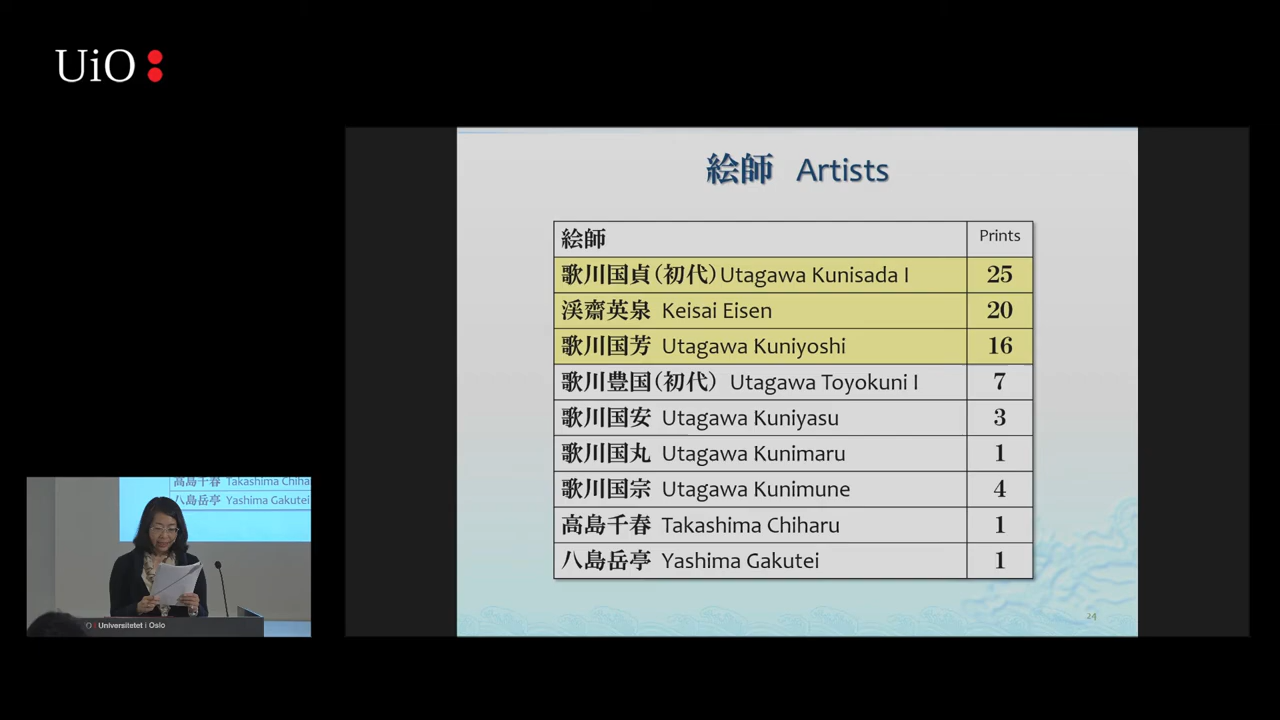 UiO:
絵師 Artists
絵師 Prints
歌川国貞(初代)Utagawa Kunisada I 25
渓齋英泉 Keisai Eisen 20
歌川国芳 Utagawa Kuniyoshi 16
歌川豊国(初代) Utagawa Toyokuni I 7
歌川国安 Utagawa Kuniyasu 3
歌川国丸 Utagawa Kunimaru 1
歌川国宗 Utagawa Kunimune 4
高島千春 Takashima Chiharu 1
八島岳亭 Yashima Gakutei 1
24
高島千春 Takashima Chiha
八島岳亭 Yashima Gakutei
Universitetet i Oslo